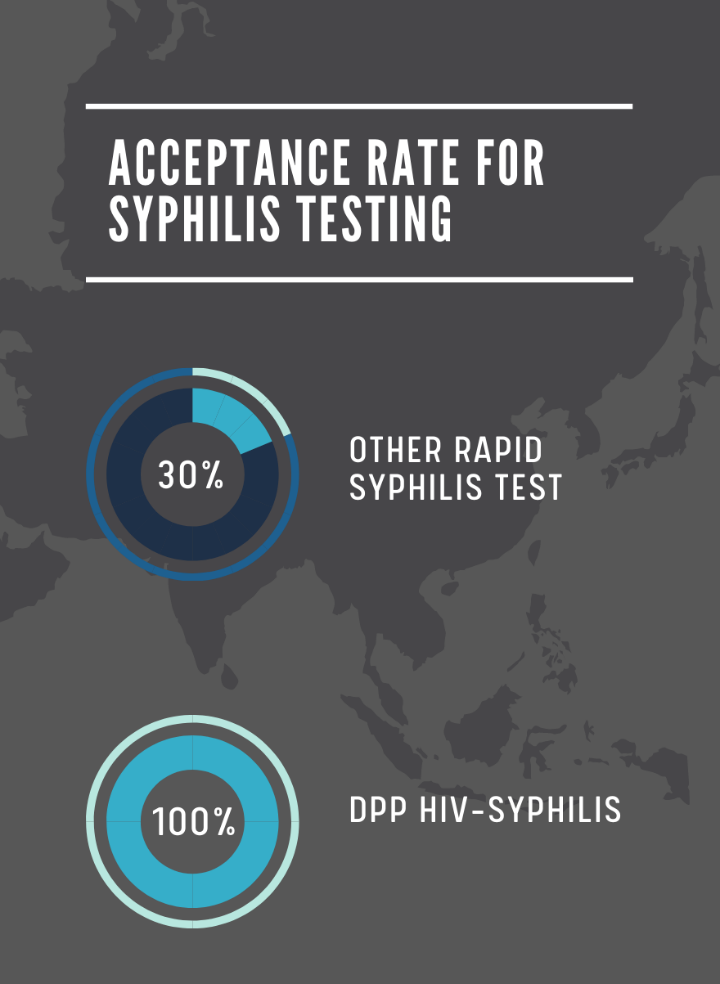 ACCEPTANCE RATE FOR
SYPHILIS TESTING
30%
OTHER RAPID
SYPHILIS TEST
100%
DPP HIV-SYPHILIS